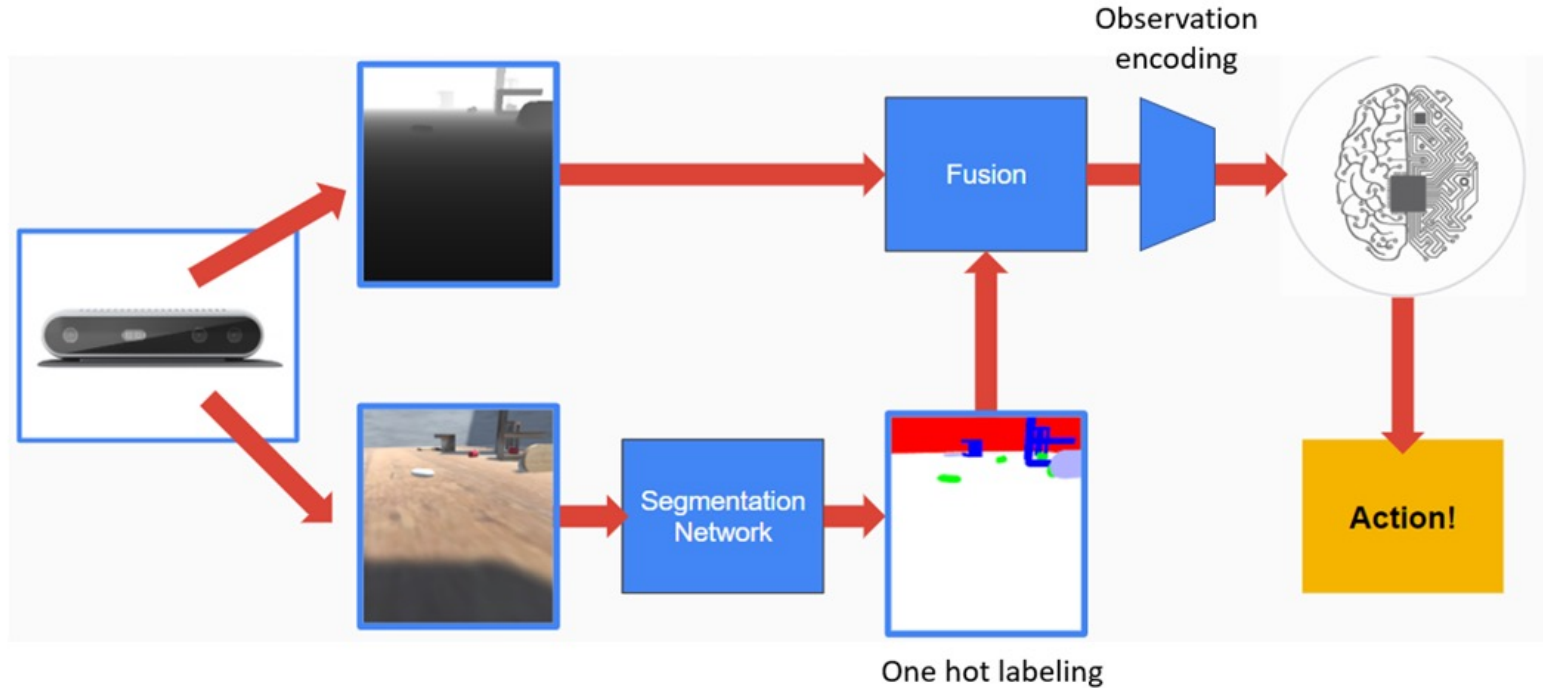 Observation
encoding
Fusion
Segmentation
Network
Action!
One hot labeling